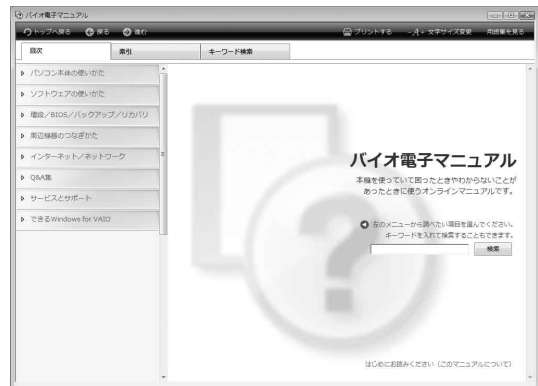 バイオ電子マニュアル
トップへ戻る 戻る 進む プリントする -A+ 文字サイズ変更 用語集を見る
目次 索引 キーワード検索
パソコン本体の使いかた
ソフトウェアの使いかた
増設/BIOS/バックアップ/リカバリ
周辺機器のつなぎかた
インターネット/ネットワーク
Q&A集
サービスとサポート
できるWindows for VAIO
バイオ電子マニュアル
本機を使っていて困ったときやわからないことが
あったときに使うオンラインマニュアルです。
左のメニューから調べたい項目を選んでください。
キーワードを入れて検索することもできます。
検索
はじめにお読みください（このマニュアルについて）